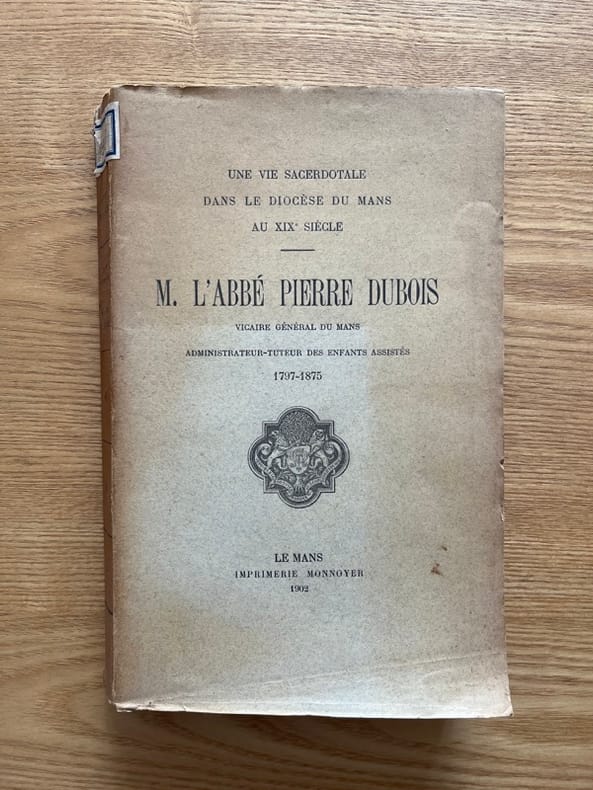 UNE VIE SACERDOTALE
DANS LE DIOCÈSE DU MANS
AU XIXᵉ SIÈCLE
M. L'ABBÉ PIERRE DUBOIS
VICAIRE GÉNÉRAL DU MANS
ADMINISTRATEUR-TUTEUR DES ENFANTS ASSISTÉS
1797-1875
LE MANS
IMPRIMERIE MONNOYER
1902